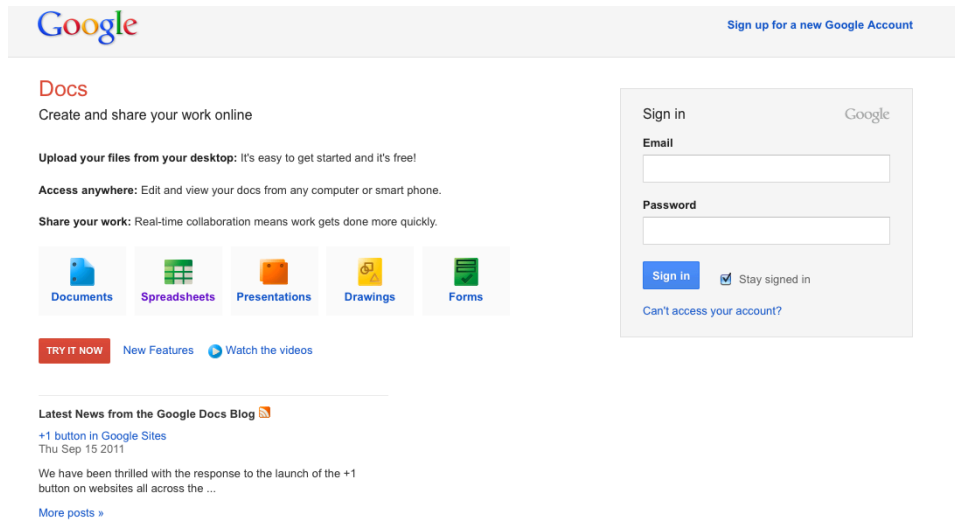 Google
Sign up for a new Google Account
Docs
Create and share your work online
Upload your files from your desktop: It's easy to get started and it's free!
Access anywhere: Edit and view your docs from any computer or smart phone.
Share your work: Real-time collaboration means work gets done more quickly.
Documents
Spreadsheets
Presentations
Drawings
Forms
TRY IT NOW
New Features
Watch the videos
Latest News from the Google Docs Blog
+1 button in Google Sites
Thu Sep 15 2011
We have been thrilled with the response to the launch of the +1
button on websites all across the ...
More posts »
Sign in
Google
Email
Password
Sign in
Stay signed in
Can't access your account?